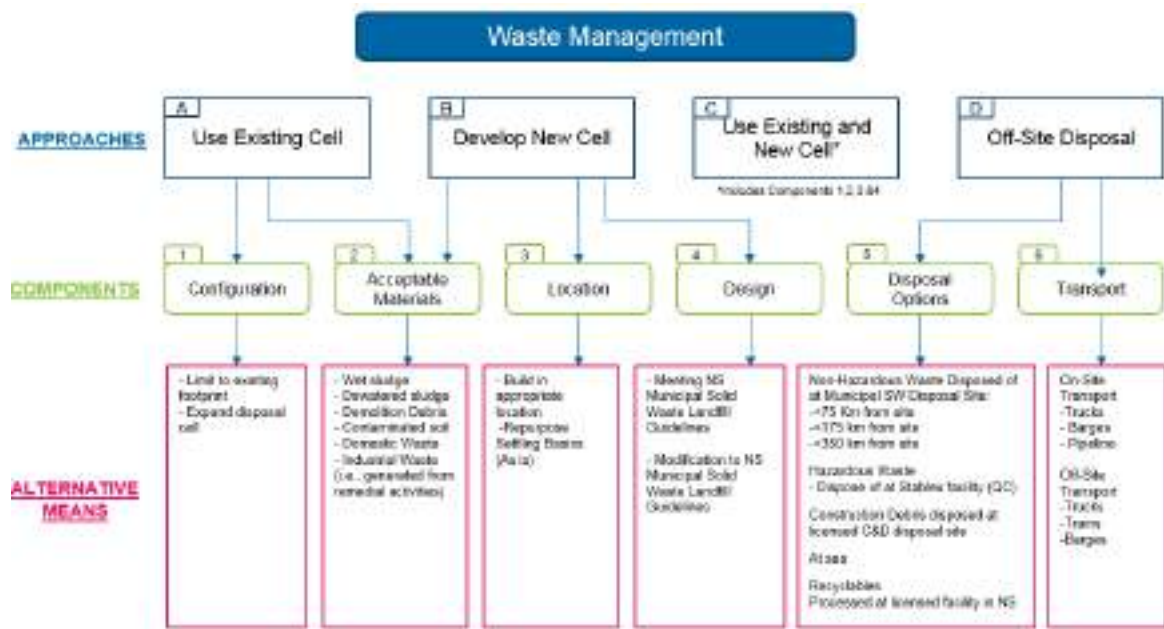 Waste Management
APPROACHES
A
Use Existing Cell
B
Develop New Cell
C
Use Existing and
New Cell*
*Includes Components 1,2,3 &4
D
Off-Site Disposal
COMPONENTS
1
Configuration
2
Acceptable
Materials
3
Location
4
Design
5
Disposal
Options
6
Transport
ALTERNATIVE
MEANS
- Limit to existing
footprint
- Expand disposal
cell
- Wet sludge
- Dewatered sludge
- Demolition Debris
- Contaminated soil
- Domestic Waste
- Industrial Waste
(i.e., generated from
remedial activities)
- Build in
appropriate
location
-Repurpose
Settling Basins
(As is)
- Meeting NS
Municipal Solid
Waste Landfill
Guidelines
- Modification to NS
Municipal Solid
Waste Landfill
Guidelines
Non-Hazardous Waste Disposed of
at Municipal SW Disposal Site:
-<75 Km from site
-<175 km from site
-<350 km from site
Hazardous Waste
- Dispose of at Stablex facility (QC)
Construction Debris disposed at
licensed C&D disposal site
At sea
Recyclables
Processed at licensed facility in NS
On-Site
Transport
-Trucks
- Barges
- Pipeline
Off-Site
Transport
-Trucks
-Trains
-Barges